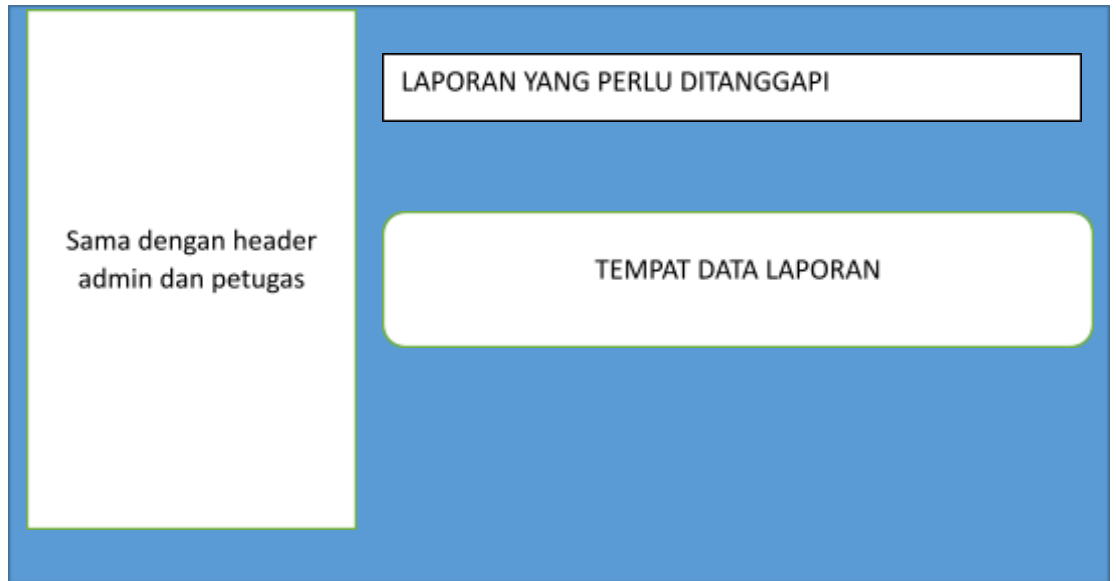 LAPORAN YANG PERLU DITANGGAPI
Sama dengan header
admin dan petugas
TEMPAT DATA LAPORAN